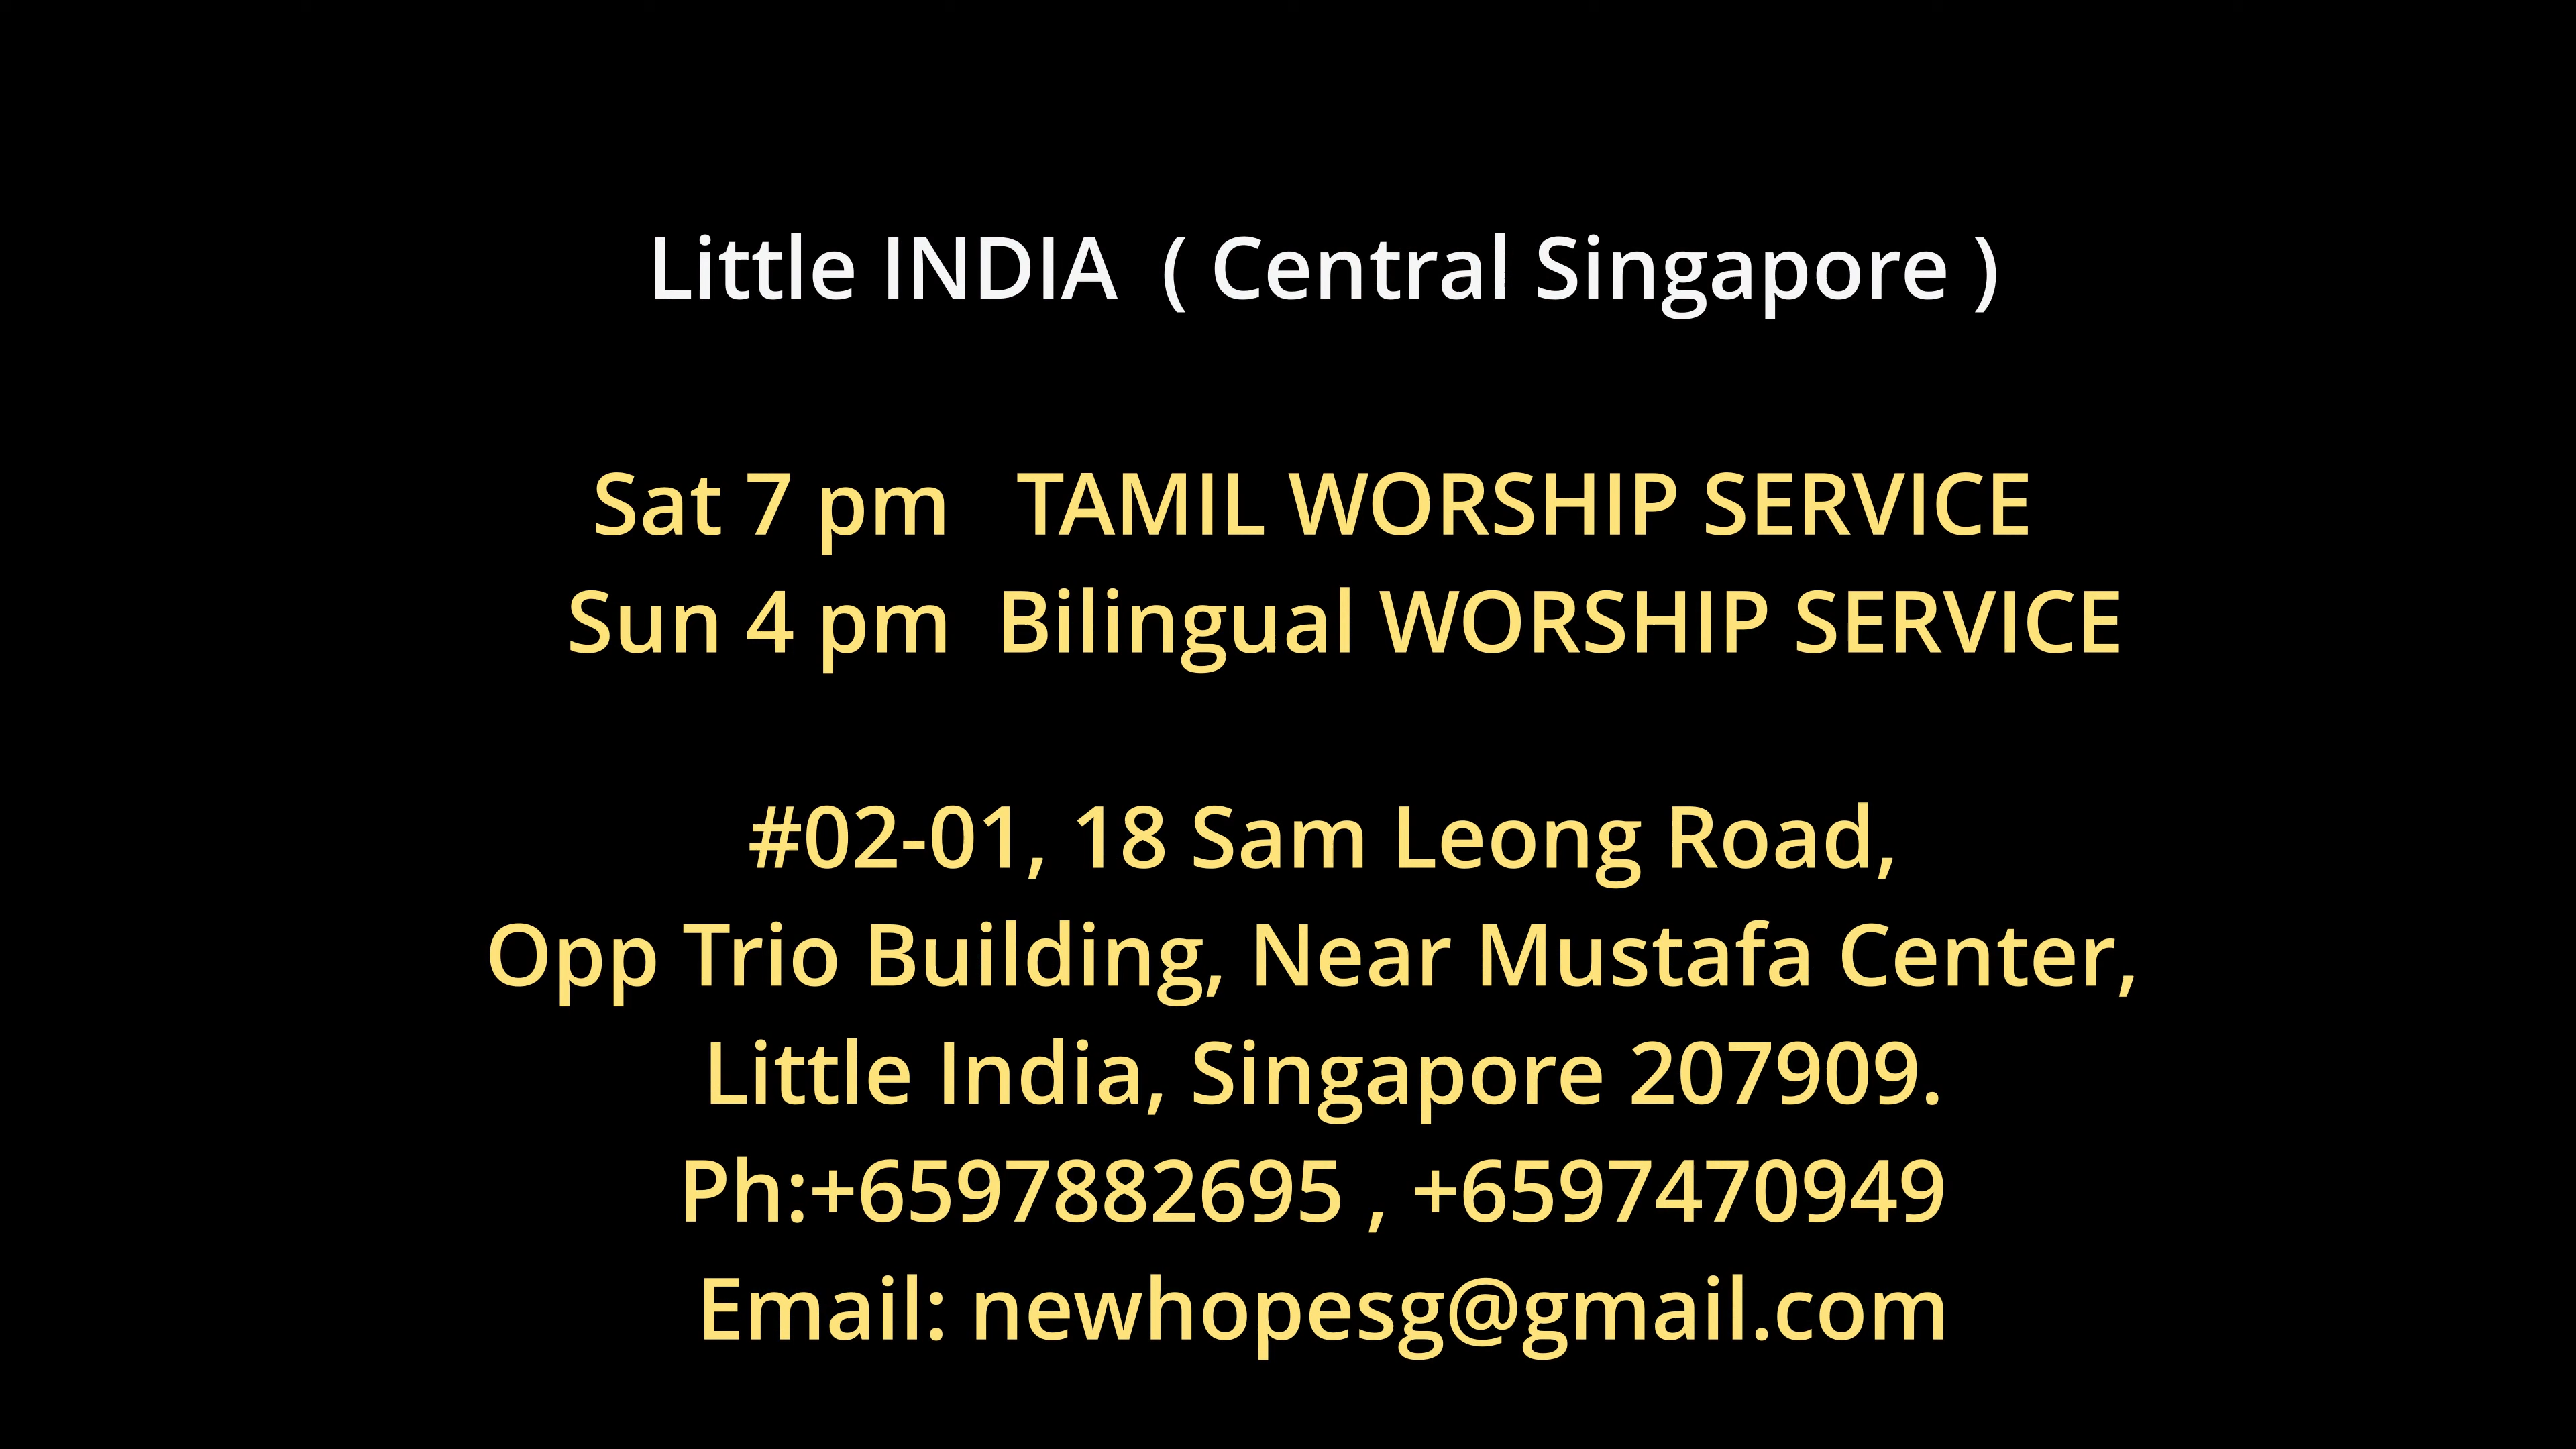 Little INDIA  ( Central Singapore )
Sat 7 pm   TAMIL WORSHIP SERVICE
Sun 4 pm  Bilingual WORSHIP SERVICE
#02-01, 18 Sam Leong Road,
Opp Trio Building, Near Mustafa Center,
Little India, Singapore 207909.
Ph:+6597882695 , +6597470949
Email: newhopesg@gmail.com